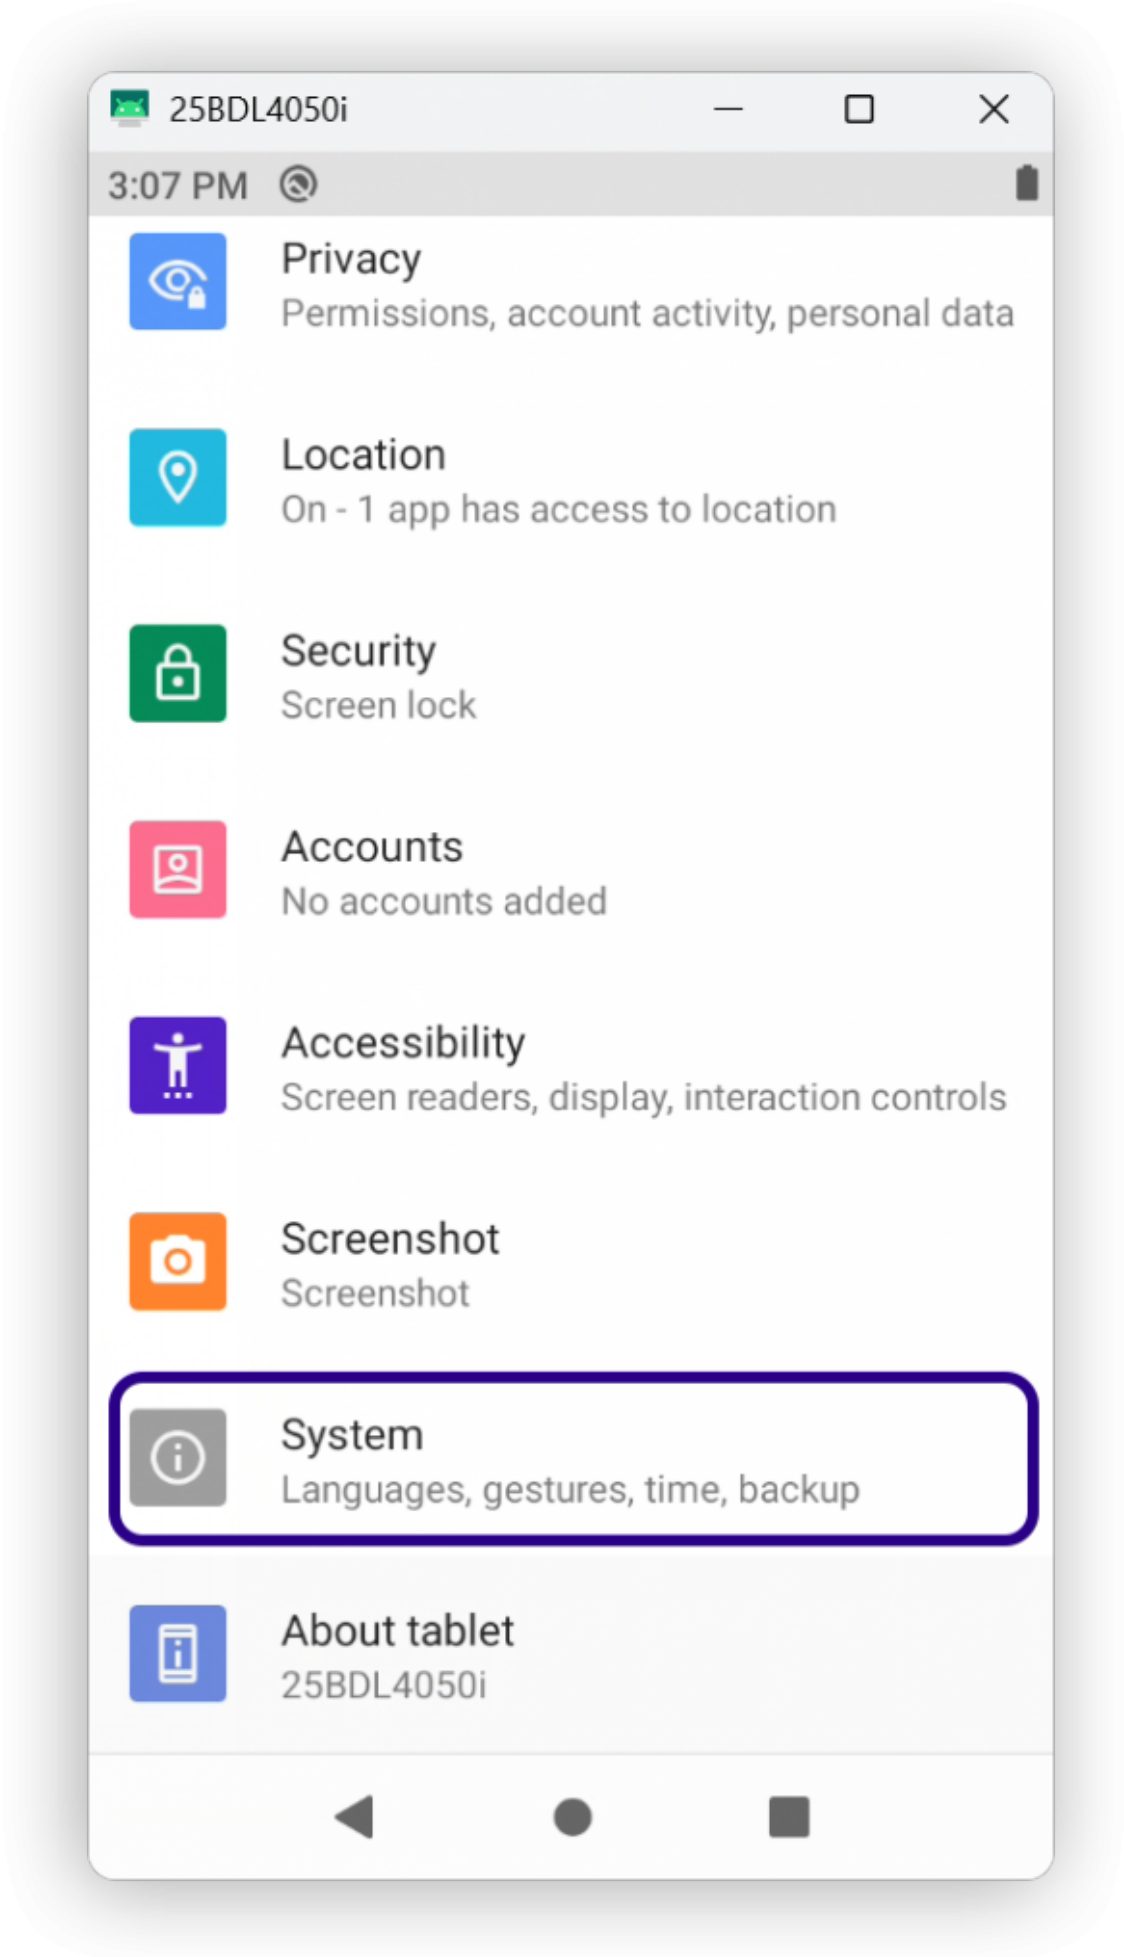 25BDL4050i
3:07 PM
Privacy
Permissions, account activity, personal data
Location
On - 1 app has access to location
Security
Screen lock
Accounts
No accounts added
Accessibility
Screen readers, display, interaction controls
Screenshot
Screenshot
System
Languages, gestures, time, backup
About tablet
25BDL4050i